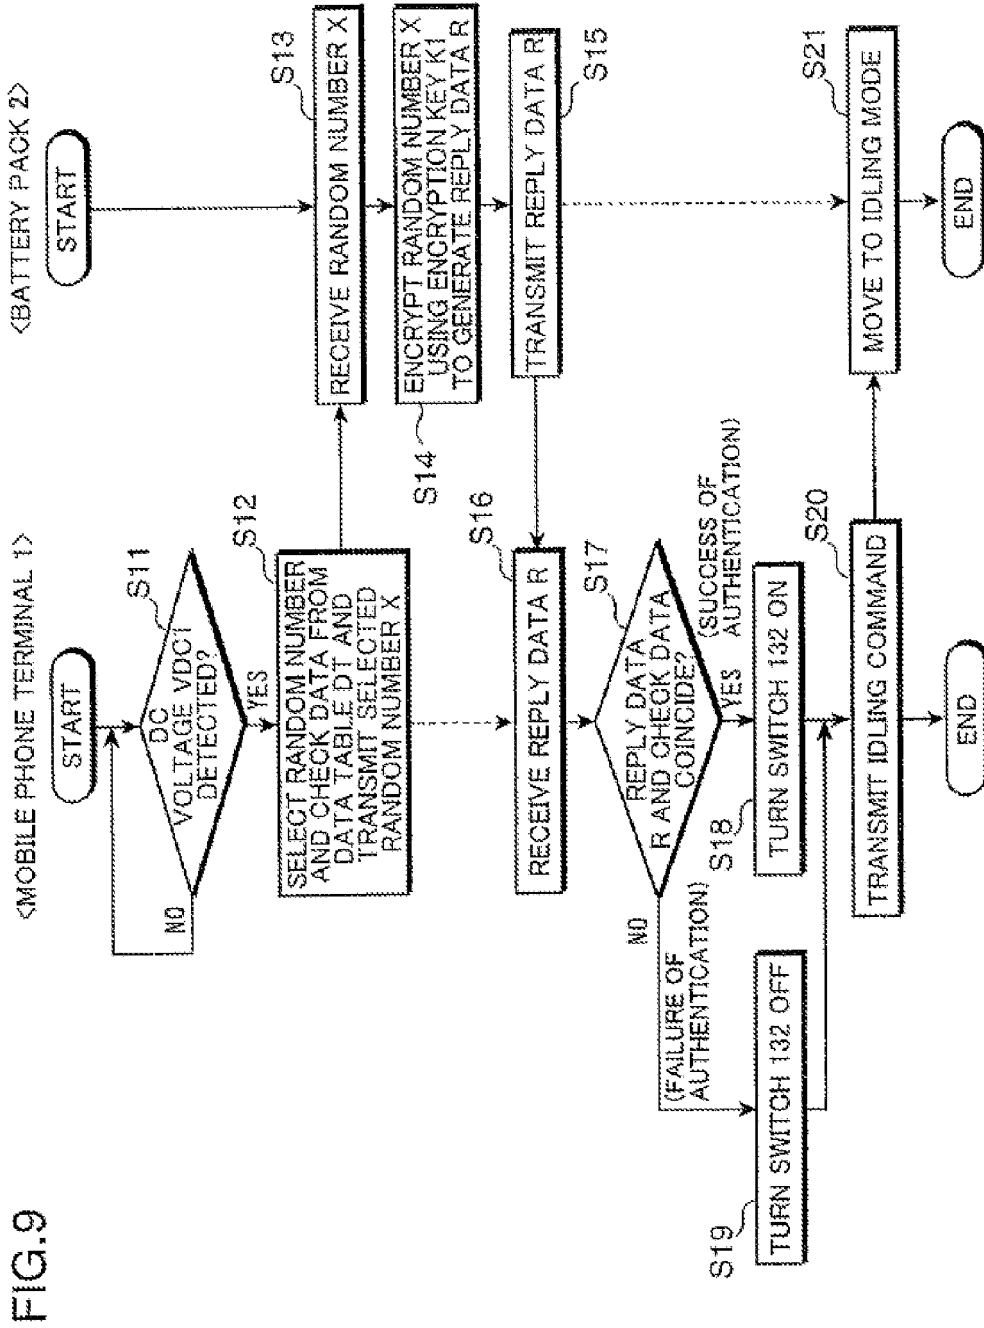 FIG.9
<MOBILE PHONE TERMINAL 1>
START
DC
VOLTAGE VDC1
DETECTED?
S11
NO
YES
SELECT RANDOM NUMBER
AND CHECK DATA FROM
DATA TABLE DT AND
TRANSMIT SELECTED
RANDOM NUMBER X
S12
RECEIVE REPLY DATA R
S16
REPLY DATA
R AND CHECK DATA
COINCIDE?
S17
NO
(FAILURE OF
AUTHENTICATION)
YES
(SUCCESS OF
AUTHENTICATION)
S18
TURN SWITCH 132 ON
S19
TURN SWITCH 132 OFF
TRANSMIT IDLING COMMAND
S20
END
<BATTERY PACK 2>
START
S13
RECEIVE RANDOM NUMBER X
S14
ENCRYPT RANDOM NUMBER X
USING ENCRYPTION KEY K1
TO GENERATE REPLY DATA R
TRANSMIT REPLY DATA R
S15
S21
MOVE TO IDLING MODE
END